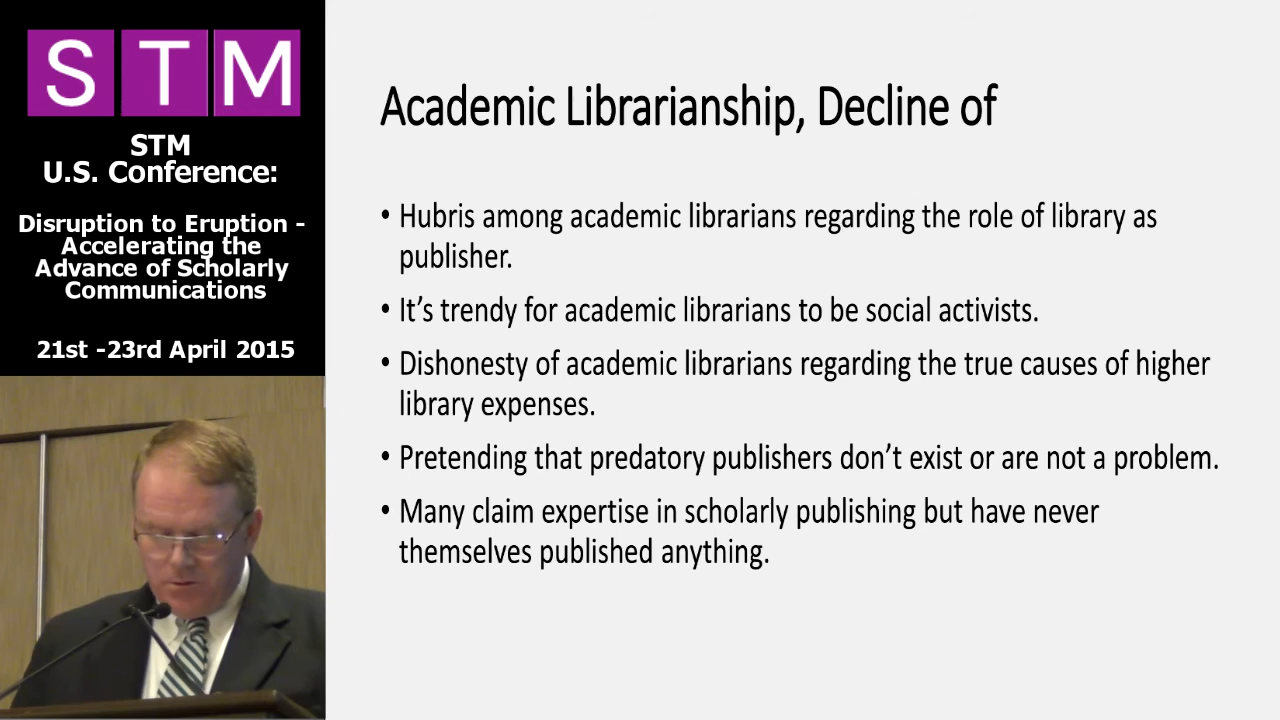 STM
STM
U.S. Conference:
Disruption to Eruption -
Accelerating the
Advance of Scholarly
Communications
21st -23rd April 2015
Academic Librarianship, Decline of
• Hubris among academic librarians regarding the role of library as
publisher.
• It’s trendy for academic librarians to be social activists.
• Dishonesty of academic librarians regarding the true causes of higher
library expenses.
• Pretending that predatory publishers don’t exist or are not a problem.
• Many claim expertise in scholarly publishing but have never
themselves published anything.